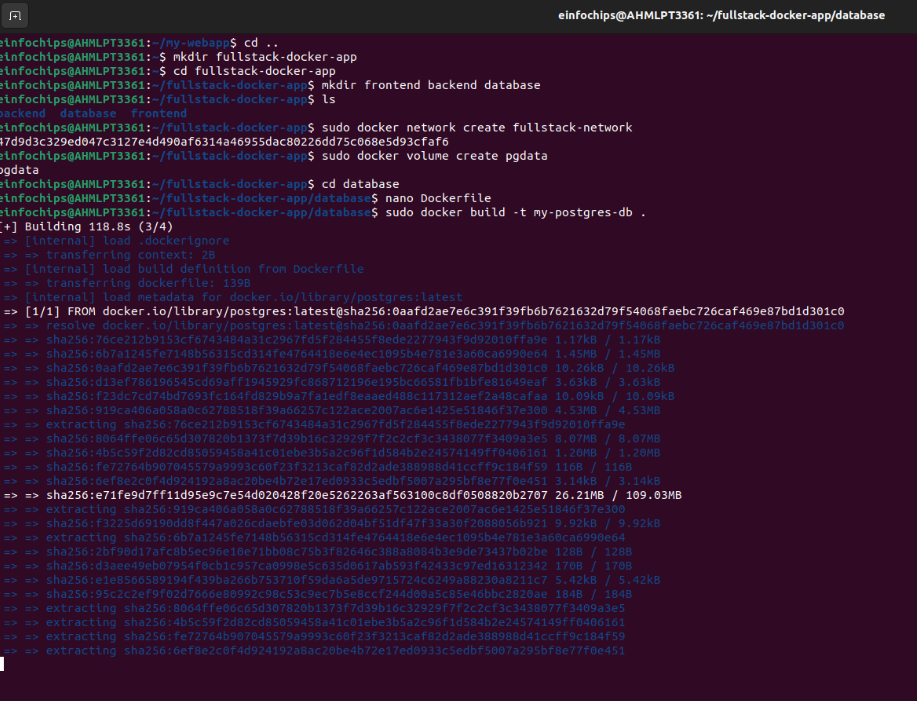 einfochips@AHMLPT3361: ~/fullstack-docker-app/database
einfochips@AHMLPT3361:~/my-webapp$ cd ..
einfochips@AHMLPT3361:~$ mkdir fullstack-docker-app
einfochips@AHMLPT3361:~$ cd fullstack-docker-app
einfochips@AHMLPT3361:~/fullstack-docker-app$ mkdir frontend backend database
einfochips@AHMLPT3361:~/fullstack-docker-app$ ls
backend  database  frontend
einfochips@AHMLPT3361:~/fullstack-docker-app$ sudo docker network create fullstack-network
47d9d3c329ed047c3127e4d490af6314a46955dac80226dd75c068e5d93cfaf6
einfochips@AHMLPT3361:~/fullstack-docker-app$ sudo docker volume create pgdata
pgdata
einfochips@AHMLPT3361:~/fullstack-docker-app$ cd database
einfochips@AHMLPT3361:~/fullstack-docker-app/database$ nano Dockerfile
einfochips@AHMLPT3361:~/fullstack-docker-app/database$ sudo docker build -t my-postgres-db .
[+] Building 118.8s (3/4)
=> [internal] load .dockerignore
=> => transferring context: 2B
=> [internal] load build definition from Dockerfile
=> => transferring dockerfile: 139B
=> [internal] load metadata for docker.io/library/postgres:latest
=> [1/1] FROM docker.io/library/postgres:latest@sha256:0aafd2ae7e6c391f39fb6b7621632d79f54068faebc726caf469e87bd1d301c0
=> => resolve docker.io/library/postgres:latest@sha256:0aafd2ae7e6c391f39fb6b7621632d79f54068faebc726caf469e87bd1d301c0
=> => sha256:76ce212b9153cf6743484a31c2967fd5f284455f8ede2277943f9d92010ffa9e 1.17kB / 1.17kB
=> => sha256:6b7a1245fe7148b56315cd314fe4764418e6e4ec1095b4e781e3a60ca6990e64 1.45MB / 1.45MB
=> => sha256:0aafd2ae7e6c391f39fb6b7621632d79f54068faebc726caf469e87bd1d301c0 10.26kB / 10.26kB
=> => sha256:d13ef786196545cd69aff1945929fc868712196e195bc66581fb1bfe81649eaf 3.63kB / 3.63kB
=> => sha256:f23dc7cd74bd7693fc164fd829b9a7fa1edf8eaaed488c117312aef2a48cafaa 10.09kB / 10.09kB
=> => sha256:919ca406a058a0c62788518f39a66257c122ace2007ac6e1425e51846f37e300 4.53MB / 4.53MB
=> => extracting sha256:76ce212b9153cf6743484a31c2967fd5f284455f8ede2277943f9d92010ffa9e
=> => sha256:8064ffe06c65d307820b1373f7d39b16c32929f7f2c2cf3c3438077f3409a3e5 8.07MB / 8.07MB
=> => sha256:4b5c59f2d82cd85059458a41c01ebe3b5a2c96f1d584b2e24574149ff0406161 1.20MB / 1.20MB
=> => sha256:fe72764b907045579a9993c60f23f3213caf82d2ade388988d41ccff9c184f59 116B / 116B
=> => sha256:6ef8e2c0f4d924192a8ac20be4b72e17ed0933c5edbf5007a295bf8e77f0e451 3.14kB / 3.14kB
=> => sha256:e71fe9d7ff11d95e9c7e54d020428f20e5262263af563100c8df0508820b2707 26.21MB / 109.03MB
=> => extracting sha256:919ca406a058a0c62788518f39a66257c122ace2007ac6e1425e51846f37e300
=> => sha256:f3225d69190dd8f447a026cdaebfe03d062d04bf51df47f33a30f2088056b921 9.92kB / 9.92kB
=> => extracting sha256:6b7a1245fe7148b56315cd314fe4764418e6e4ec1095b4e781e3a60ca6990e64
=> => sha256:2bf90d17afc8b5ec96e10e71bb08c75b3f82646c388a8084b3e9de73437b02be 128B / 128B
=> => sha256:d3aee49eb07954f0cb1c957ca0998e5c635d0617ab593f42433c97ed16312342 170B / 170B
=> => sha256:e1e8566589194f439ba266b753710f59da6a5de9715724c6249a88230a8211c7 5.42kB / 5.42kB
=> => sha256:95c2c2ef9f02d7666e80992c98c53c9ec7b5e8ccf244d00a5c85e46bbc2820ae 184B / 184B
=> => extracting sha256:8064ffe06c65d307820b1373f7d39b16c32929f7f2c2cf3c3438077f3409a3e5
=> => extracting sha256:4b5c59f2d82cd85059458a41c01ebe3b5a2c96f1d584b2e24574149ff0406161
=> => extracting sha256:fe72764b907045579a9993c60f23f3213caf82d2ade388988d41ccff9c184f59
=> => extracting sha256:6ef8e2c0f4d924192a8ac20be4b72e17ed0933c5edbf5007a295bf8e77f0e451